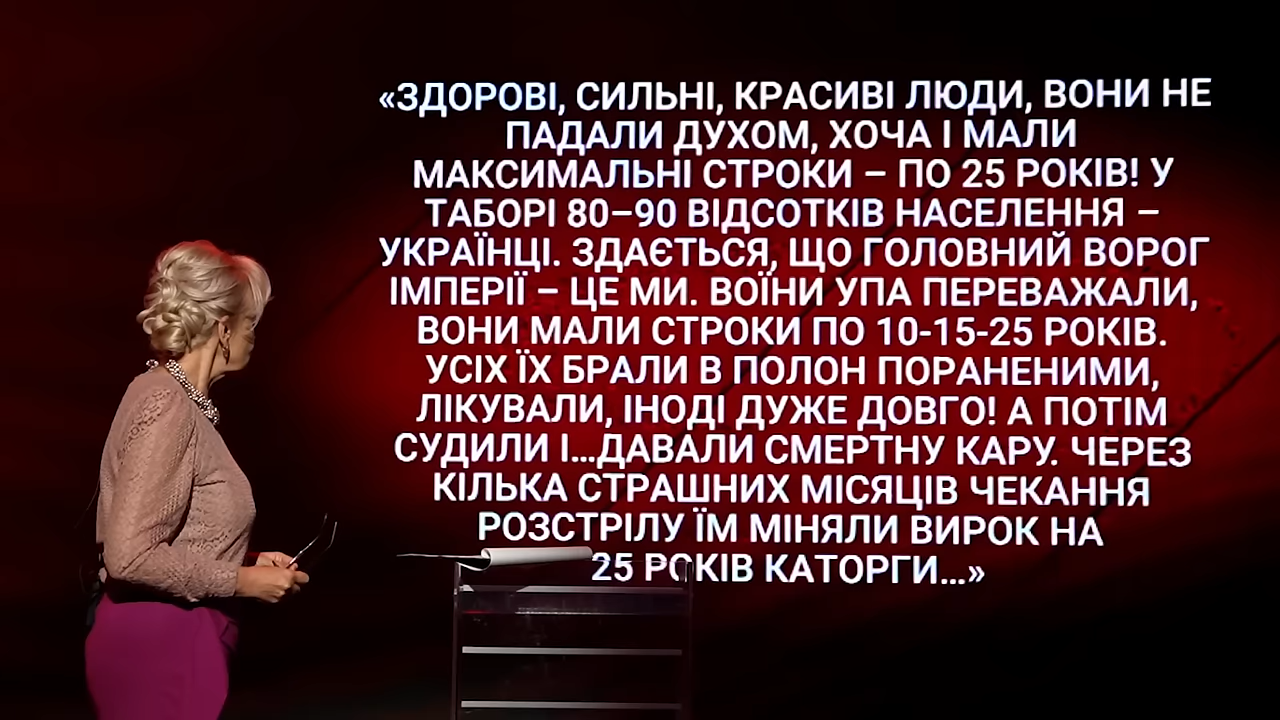 «ЗДОРОВІ, СИЛЬНІ, КРАСИВІ ЛЮДИ, ВОНИ НЕ
ПАДАЛИ ДУХОМ, ХОЧА І МАЛИ
МАКСИМАЛЬНІ СТРОКИ – ПО 25 РОКІВ! У
ТАБОРІ 80–90 ВІДСОТКІВ НАСЕЛЕННЯ –
УКРАЇНЦІ. ЗДАЄТЬСЯ, ЩО ГОЛОВНИЙ ВОРОГ
ІМПЕРІЇ – ЦЕ МИ. ВОЇНИ УПА ПЕРЕВАЖАЛИ,
ВОНИ МАЛИ СТРОКИ ПО 10-15-25 РОКІВ.
УСІХ ЇХ БРАЛИ В ПОЛОН ПОРАНЕНИМИ,
ЛІКУВАЛИ, ІНОДІ ДУЖЕ ДОВГО! А ПОТІМ
СУДИЛИ І...ДАВАЛИ СМЕРТНУ КАРУ. ЧЕРЕЗ
КІЛЬКА СТРАШНИХ МІСЯЦІВ ЧЕКАННЯ
РОЗСТРІЛУ ЇМ МІНЯЛИ ВИРОК НА
25 РОКІВ КАТОРГИ...»